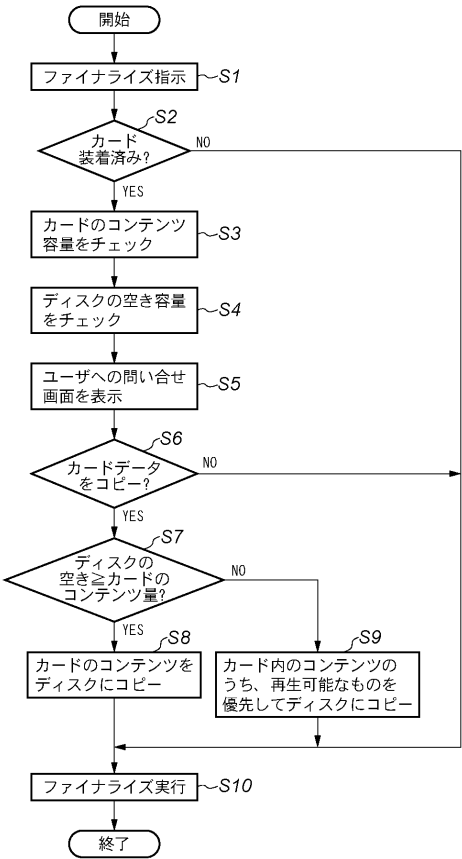 開始
ファイナライズ指示
S1
カード
装着済み?
S2
NO
YES
カードのコンテンツ
容量をチェック
S3
ディスクの空き容量
をチェック
S4
ユーザへの問い合せ
画面を表示
S5
カードデータ
をコピー?
S6
NO
YES
ディスクの
空き≧カードの
コンテンツ量?
S7
NO
YES
カードのコンテンツを
ディスクにコピー
S8
カード内のコンテンツの
うち、再生可能なものを
優先してディスクにコピー
S9
ファイナライズ実行
S10
終了